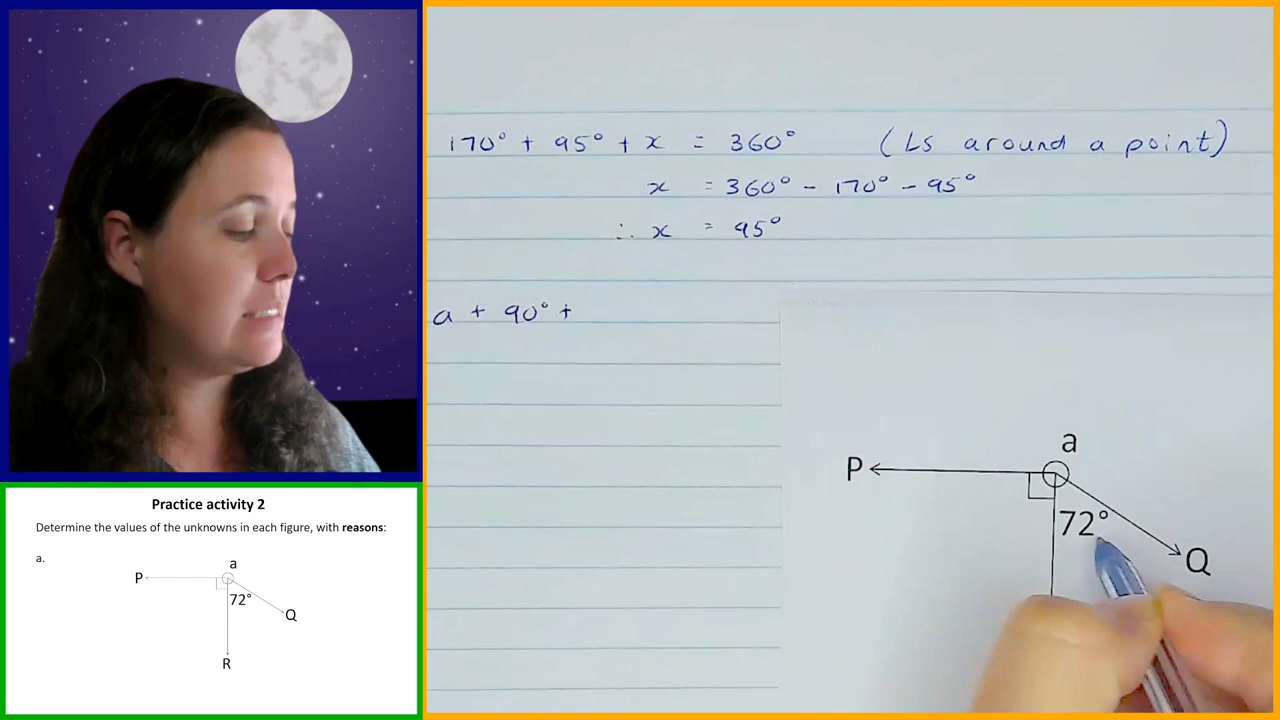 170° + 95° + x = 360° (∠s around a point)
x = 360° - 170° - 95°
∴ x = 95°
a + 90° +
a
P
72°
Q
Practice activity 2
Determine the values of the unknowns in each figure, with reasons:
a.
a
P
72°
Q
R